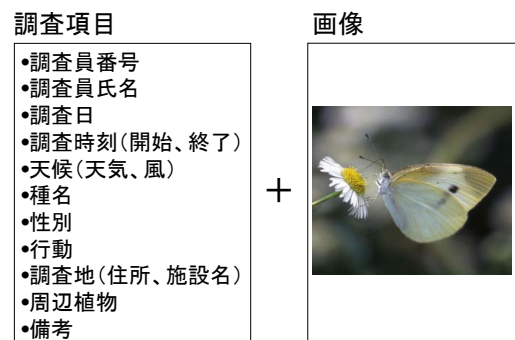 調査項目
•調査員番号
•調査員氏名
•調査日
•調査時刻(開始、終了)
•天候(天気、風)
•種名
•性別
•行動
•調査地(住所、施設名)
•周辺植物
•備考
＋
画像